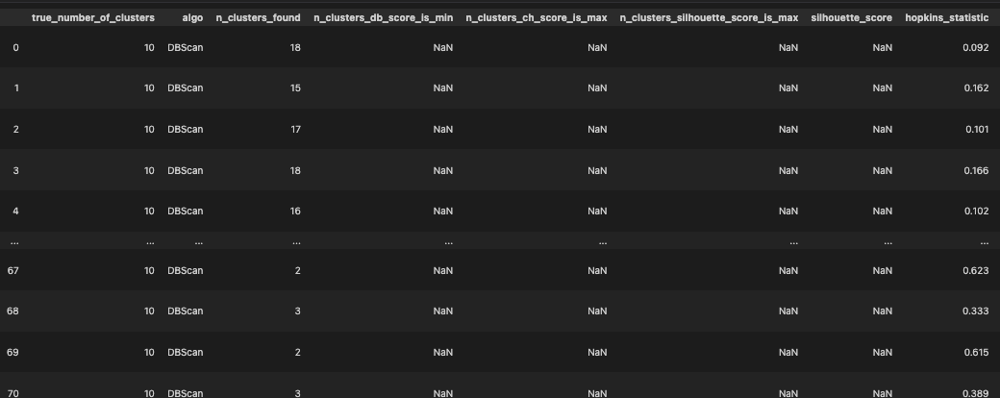 true_number_of_clusters algo n_clusters_found n_clusters_db_score_is_min n_clusters_ch_score_is_max n_clusters_silhouette_score_is_max silhouette_score hopkins_statistic
0 10 DBScan 18 NaN NaN NaN NaN 0.092
1 10 DBScan 15 NaN NaN NaN NaN 0.162
2 10 DBScan 17 NaN NaN NaN NaN 0.101
3 10 DBScan 18 NaN NaN NaN NaN 0.166
4 10 DBScan 16 NaN NaN NaN NaN 0.102
... ... ... ... ... ... ... ... ...
67 10 DBScan 2 NaN NaN NaN NaN 0.623
68 10 DBScan 3 NaN NaN NaN NaN 0.333
69 10 DBScan 2 NaN NaN NaN NaN 0.615
70 10 DBScan 3 NaN NaN NaN NaN 0.389